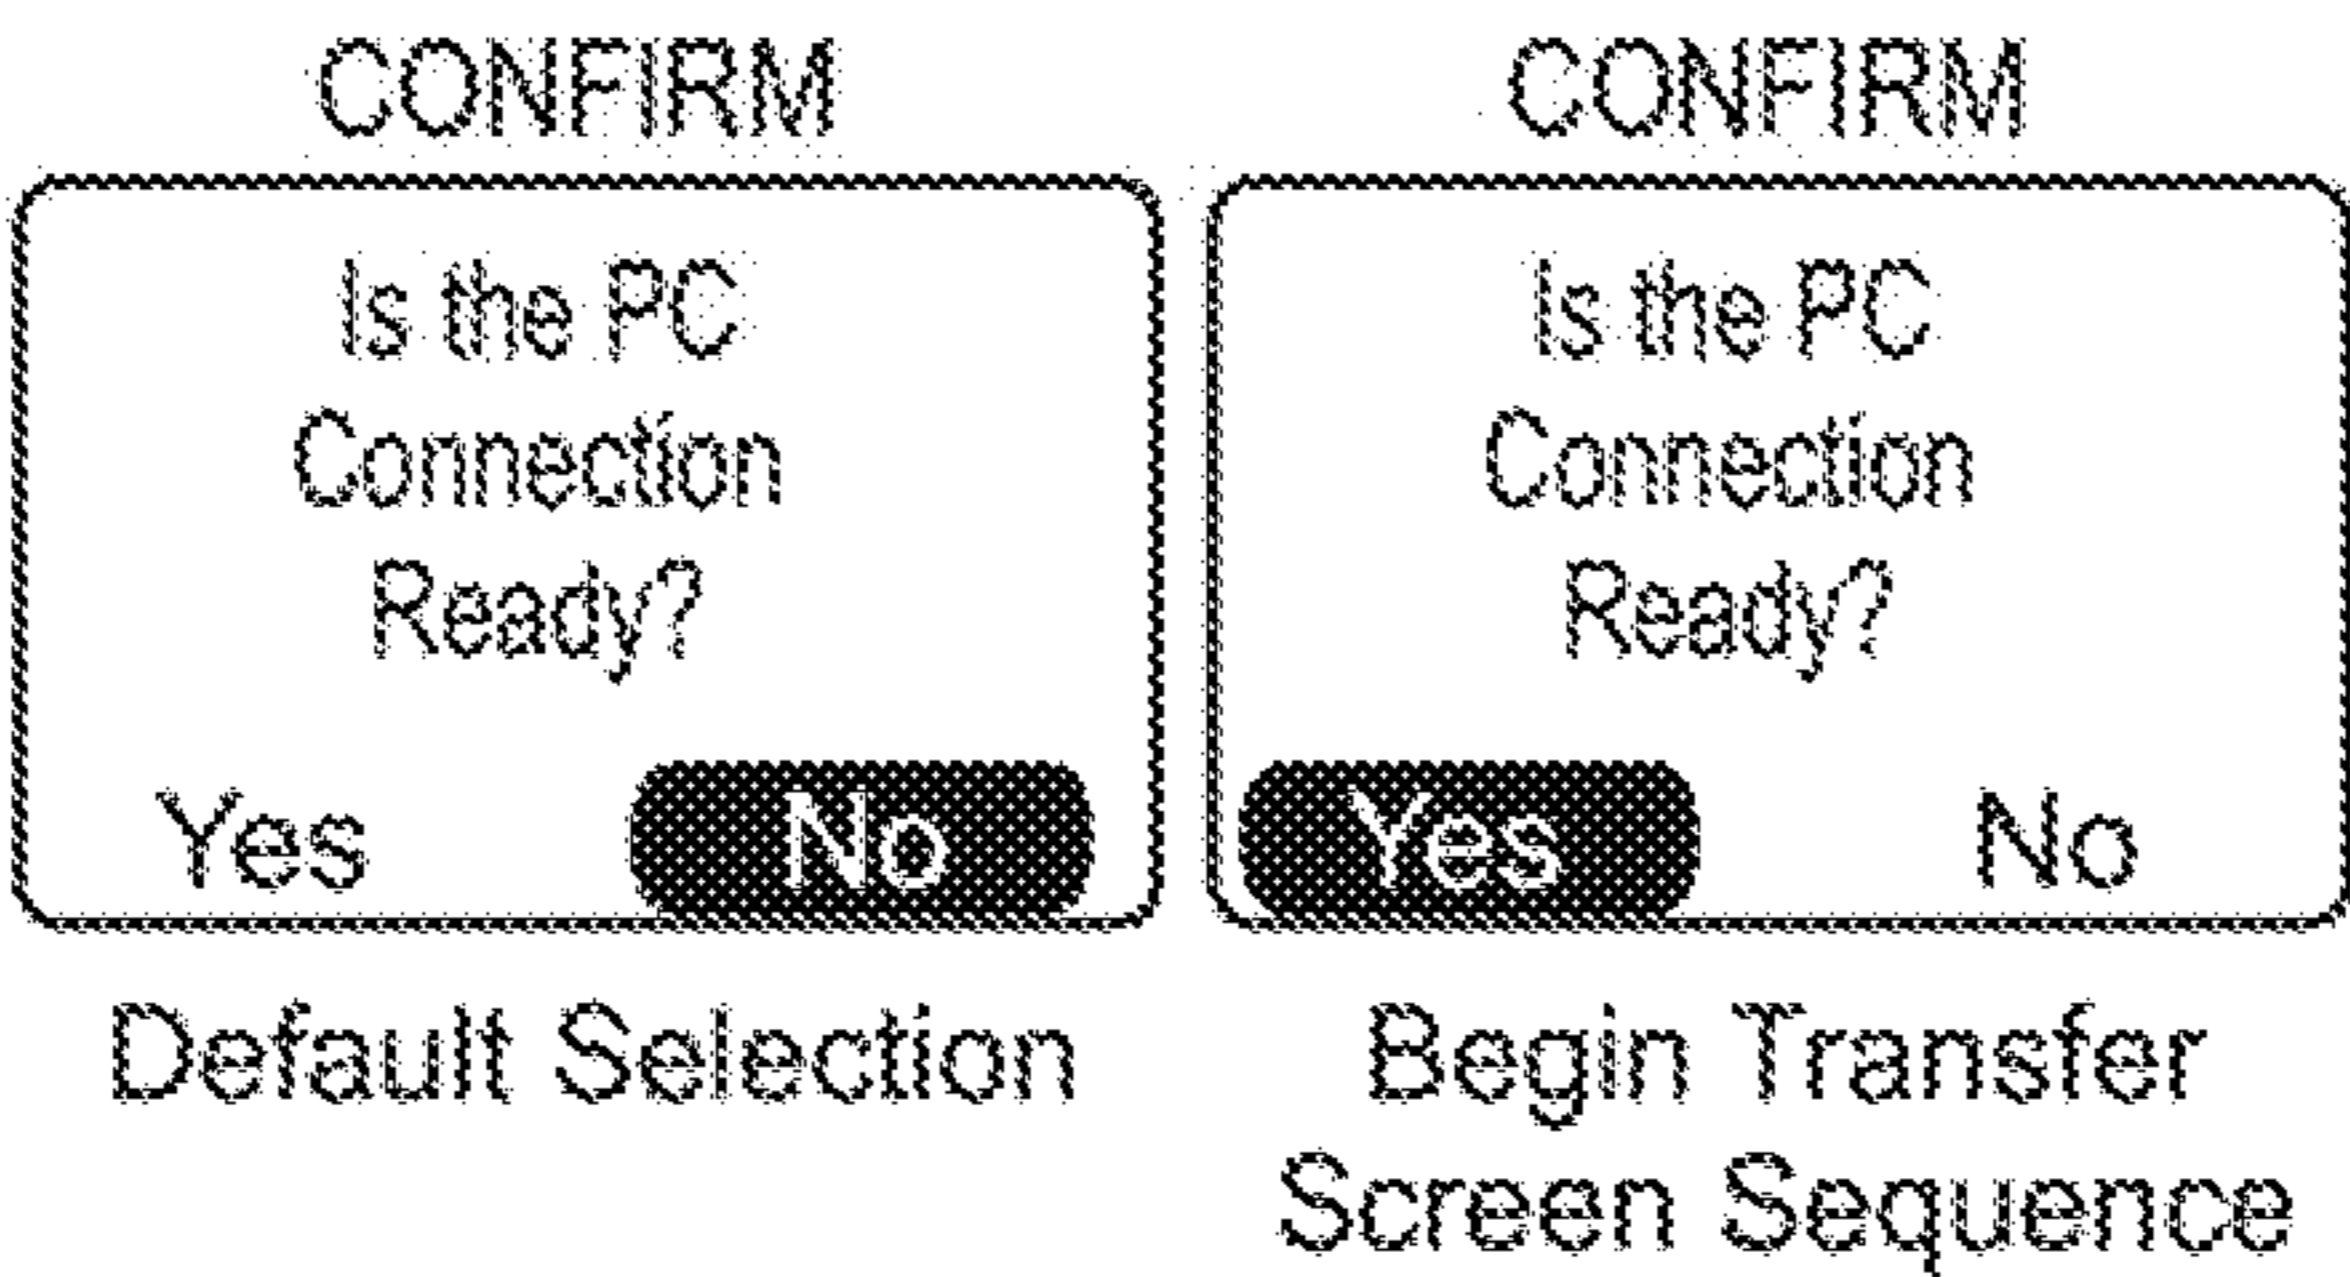 CONFIRM
Is the PC
Connection
Ready?
Yes No
Default Selection
CONFIRM
Is the PC
Connection
Ready?
Yes No
Begin Transfer
Screen Sequence